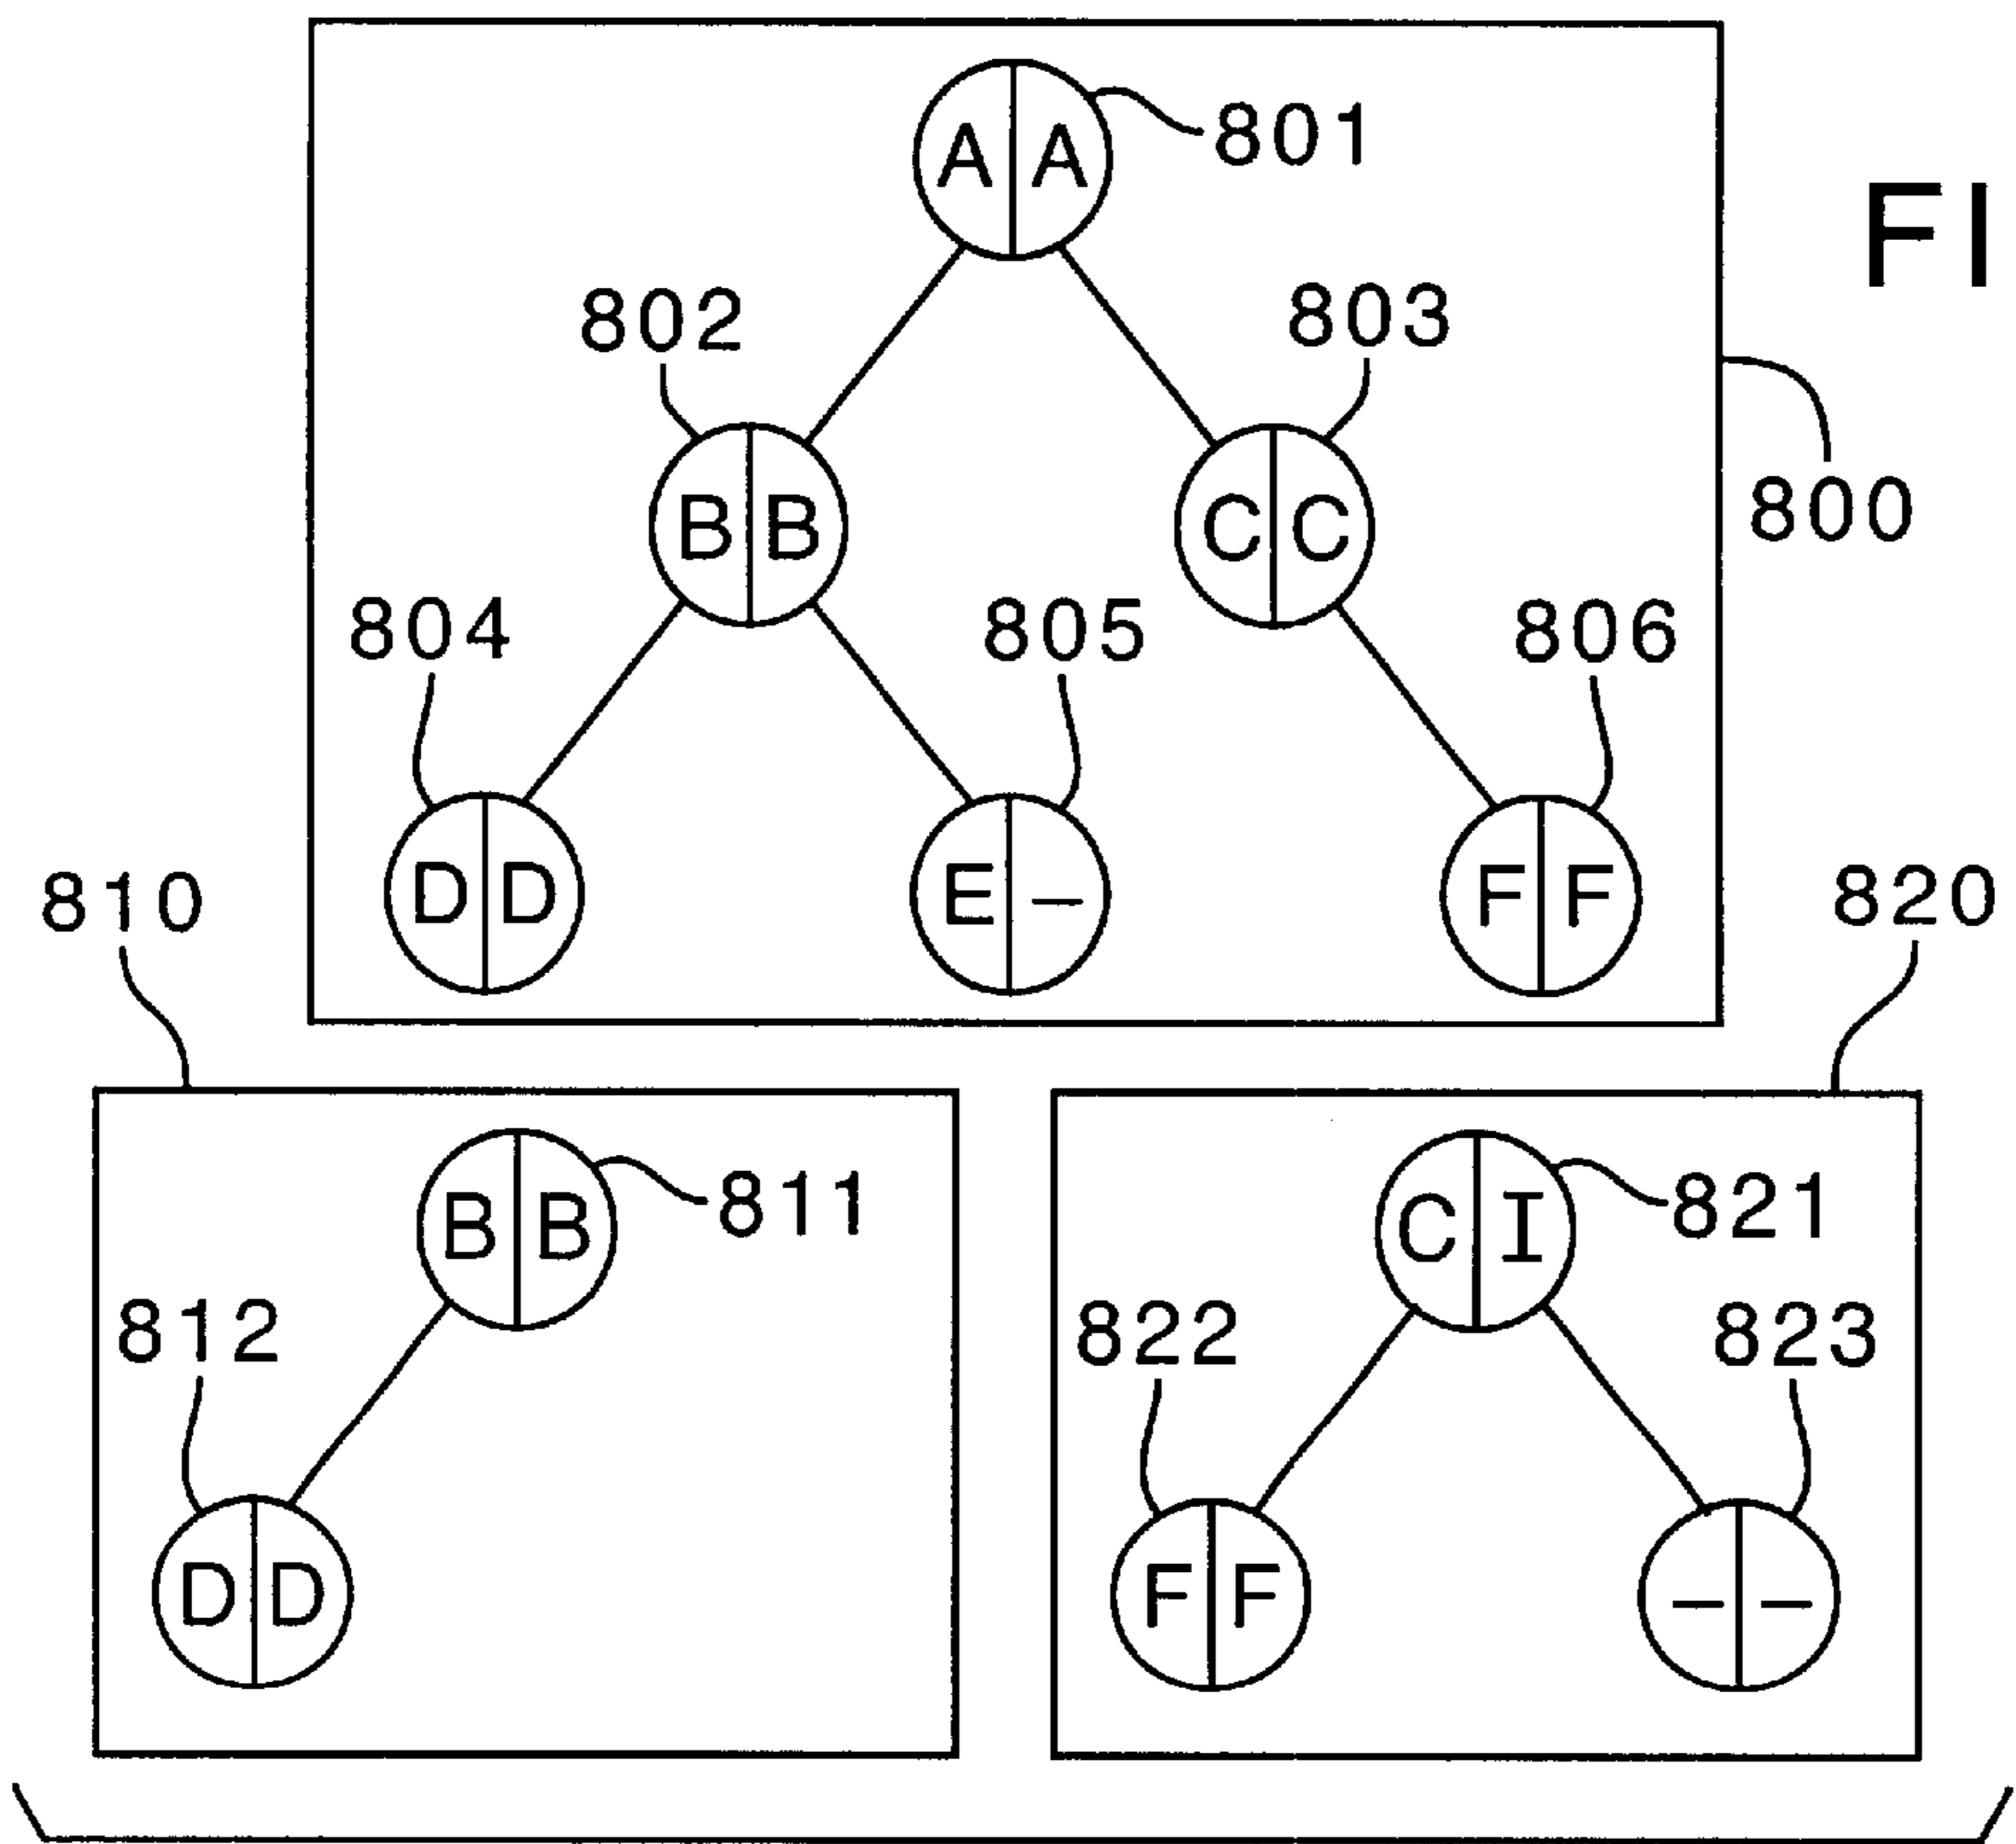 A A 801
FI
802 803
B B C C 800
804 805 806
D D E – F F
810 820
B B 811 C I 821
812 822 823
D D F F – –